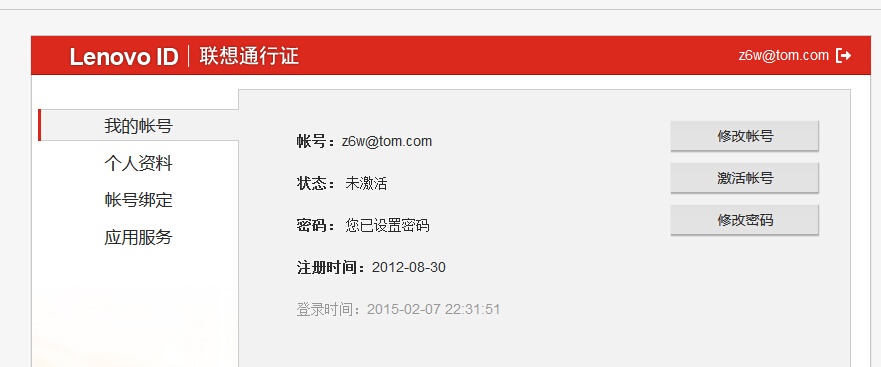 Lenovo ID | 联想通行证 z6w@tom.com
我的帐号
个人资料
帐号绑定
应用服务
帐号：z6w@tom.com
状态： 未激活
密码： 您已设置密码
注册时间：2012-08-30
登录时间：2015-02-07 22:31:51
修改帐号
激活帐号
修改密码